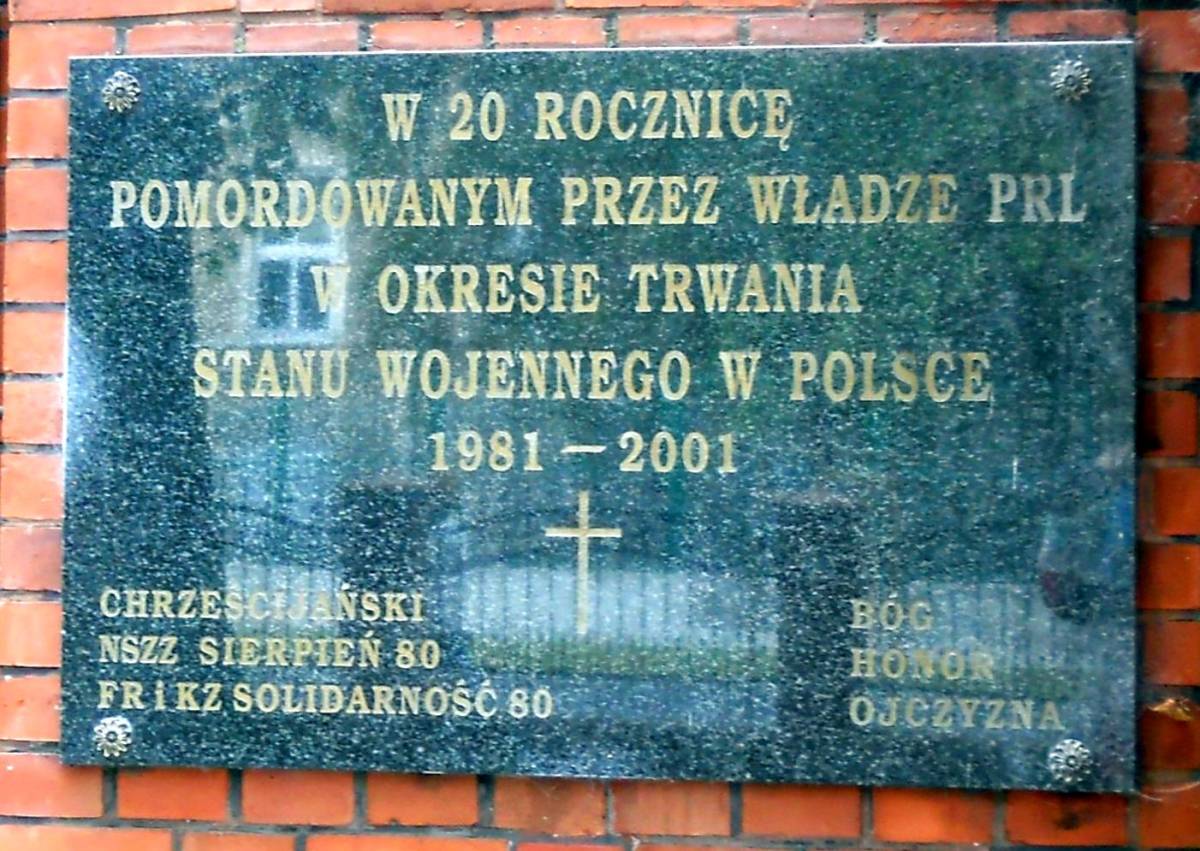 W 20 ROCZNICĘ
POMORDOWANYM PRZEZ WŁADZE PRL
W OKRESIE TRWANIA
STANU WOJENNEGO W POLSCE
1981 – 2001
CHRZEŚCIJAŃSKI
NSZZ SIERPIEŃ 80
FR i KZ SOLIDARNOŚĆ 80
BÓG
HONOR
OJCZYZNA